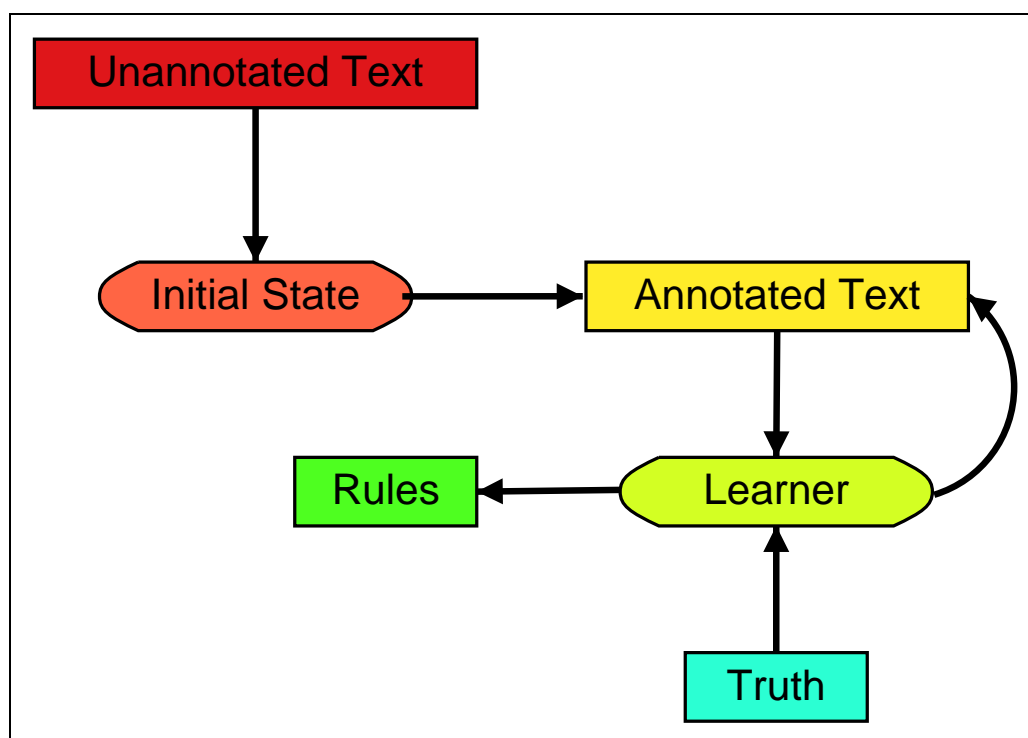 Unannotated Text
Initial State
Annotated Text
Rules
Learner
Truth